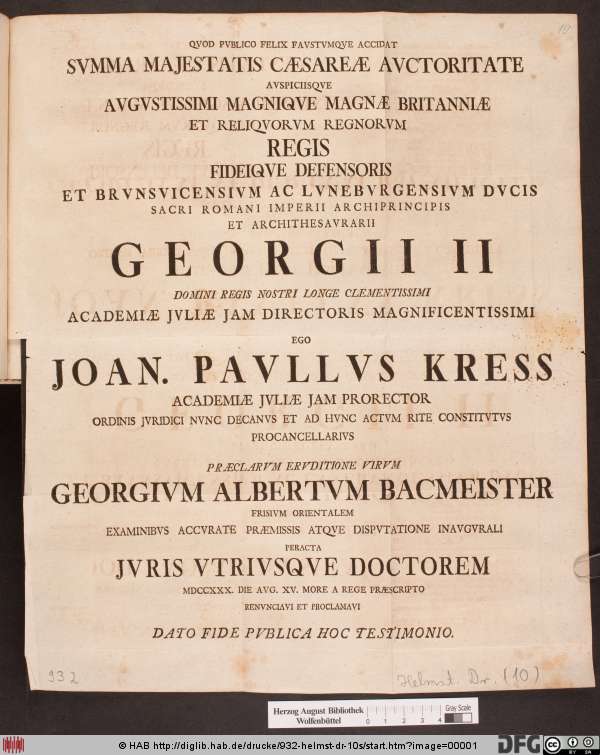 10
QVOD PVBLICO FELIX FAVSTVMQVE ACCIDAT
SVMMA MAJESTATIS CÆSAREÆ AVCTORITATE
AVSPICIISQVE
AVGVSTISSIMI MAGNIQVE MAGNÆ BRITANNIÆ
ET RELIQVORVM REGNORVM
REGIS
FIDEIQVE DEFENSORIS
ET BRVNSVICENSIVM AC LVNEBVRGENSIVM DVCIS
SACRI ROMANI IMPERII ARCHIPRINCIPIS
ET ARCHITHESAVRARII
GEORGII II
DOMINI REGIS NOSTRI LONGE CLEMENTISSIMI
ACADEMIÆ JVLIÆ JAM DIRECTORIS MAGNIFICENTISSIMI
EGO
JOAN. PAVLLVS KRESS
ACADEMIÆ JVLIÆ JAM PRORECTOR
ORDINIS JVRIDICI NVNC DECANVS ET AD HVNC ACTVM RITE CONSTITVTVS
PROCANCELLARIVS
PRÆCLARVM ERVDITIONE VIRVM
GEORGIVM ALBERTVM BACMEISTER
FRISIVM ORIENTALEM
EXAMINIBVS ACCVRATE PRÆMISSIS ATQVE DISPVTATIONE INAVGVRALI
PERACTA
JVRIS VTRIVSQVE DOCTOREM
MDCCXXX. DIE AVG. XV. MORE A REGE PRÆSCRIPTO
RENVNCIAVI ET PROCLAMAVI
DATO FIDE PVBLICA HOC TESTIMONIO.
932
Helmst. Dr. (10)
Herzog August Bibliothek
Wolfenbüttel
0 1 2 3 4 Gray Scale
HAB
© HAB http://diglib.hab.de/drucke/932-helmst-dr-10s/start.htm?image=00001
DFG
cc BY SA